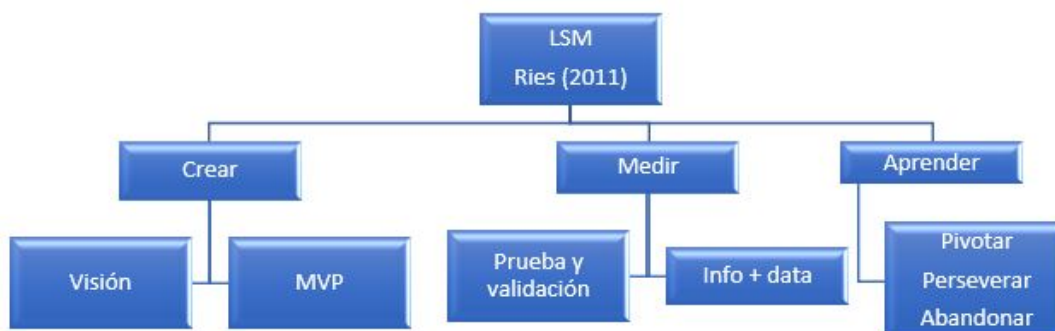 LSM
Ries (2011)
Crear
Medir
Aprender
Visión
MVP
Prueba y
validación
Info + data
Pivotar
Perseverar
Abandonar